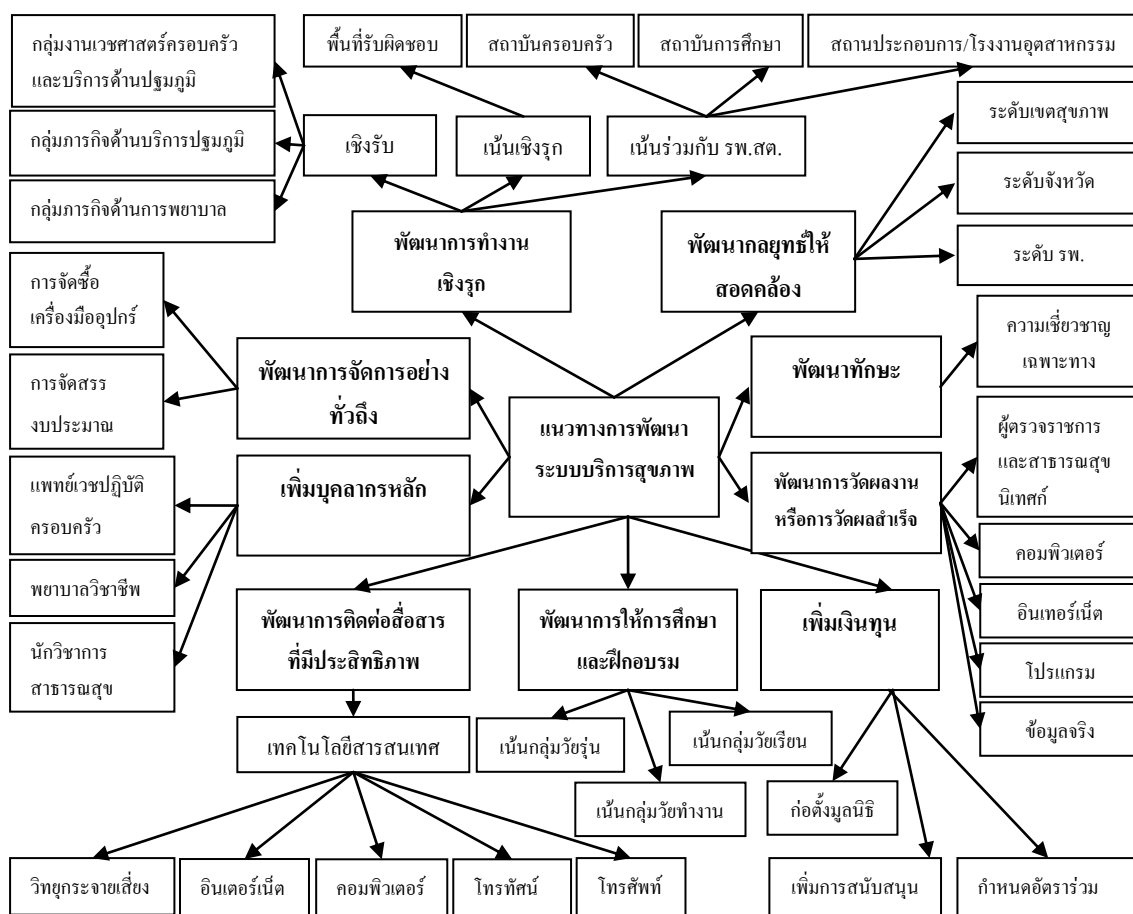 กลุ่มงานเวชศาสตร์ครอบครัว
และบริการด้านปฐมภูมิ
พื้นที่รับผิดชอบ
สถาบันครอบครัว
สถาบันการศึกษา
สถานประกอบการ/โรงงานอุตสาหกรรม
กลุ่มภารกิจด้านบริการปฐมภูมิ
เชิงรับ
เน้นเชิงรุก
เน้นร่วมกับ รพ.สต.
ระดับเขตสุขภาพ
กลุ่มภารกิจด้านการพยาบาล
ระดับจังหวัด
พัฒนาการทำงาน
เชิงรุก
พัฒนากลยุทธ์ให้
สอดคล้อง
ระดับ รพ.
การจัดซื้อ
เครื่องมืออุปกร์
ความเชี่ยวชาญ
เฉพาะทาง
พัฒนาการจัดการอย่าง
ทั่วถึง
พัฒนาทักษะ
การจัดสรร
งบประมาณ
แนวทางการพัฒนา
ระบบบริการสุขภาพ
ผู้ตรวจราชการ
และสาธารณสุข
นิเทศก์
แพทย์เวชปฏิบัติ
ครอบครัว
เพิ่มบุคลากรหลัก
พัฒนาการวัดผลงาน
หรือการวัดผลสำเร็จ
คอมพิวเตอร์
พยาบาลวิชาชีพ
อินเทอร์เน็ต
พัฒนาการติดต่อสื่อสาร
ที่มีประสิทธิภาพ
พัฒนาการให้การศึกษา
และฝึกอบรม
เพิ่มเงินทุน
นักวิชาการ
สาธารณสุข
โปรแกรม
ข้อมูลจริง
เทคโนโลยีสารสนเทศ
เน้นกลุ่มวัยรุ่น
เน้นกลุ่มวัยเรียน
เน้นกลุ่มวัยทำงาน
ก่อตั้งมูลนิธิ
วิทยุกระจายเสี่ยง
อินเตอร์เน็ต
คอมพิวเตอร์
โทรทัศน์
โทรศัพท์
เพิ่มการสนับสนุน
กำหนดอัตราร่วม